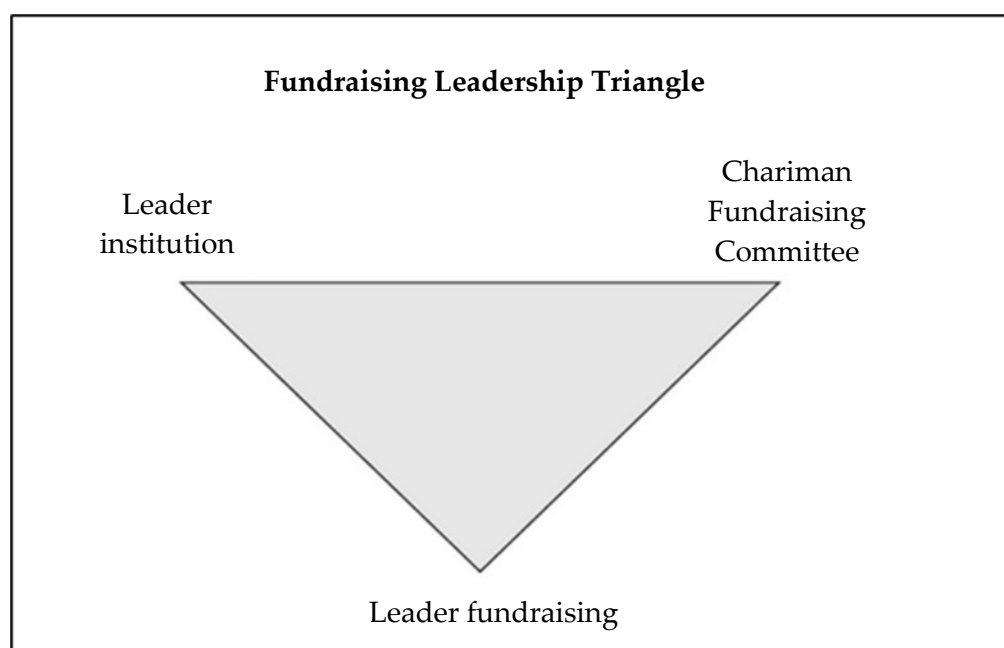 Fundraising Leadership Triangle
Leader
institution
Chariman
Fundraising
Committee
Leader fundraising